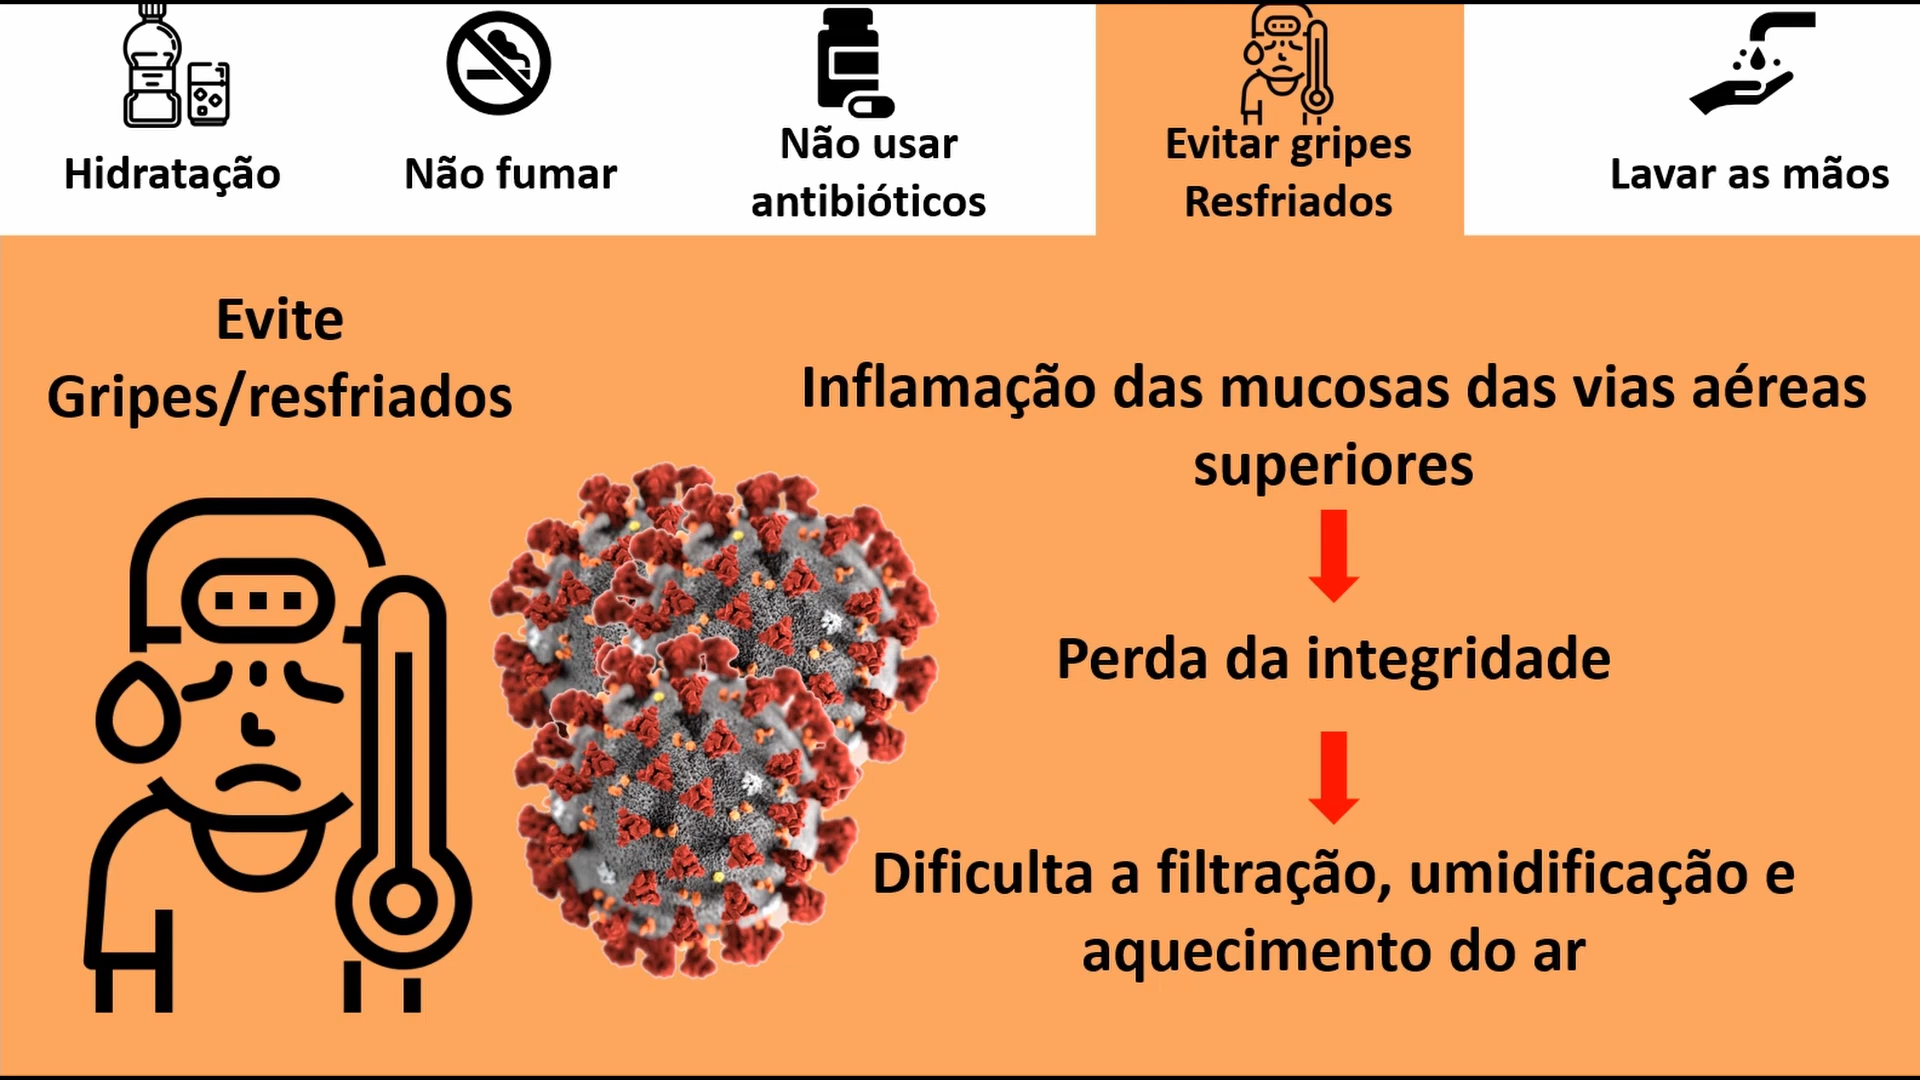 Hidratação
Não fumar
Não usar
antibióticos
Evitar gripes
Resfriados
Lavar as mãos
Evite
Gripes/resfriados
Inflamação das mucosas das vias aéreas
superiores
Perda da integridade
Dificulta a filtração, umidificação e
aquecimento do ar